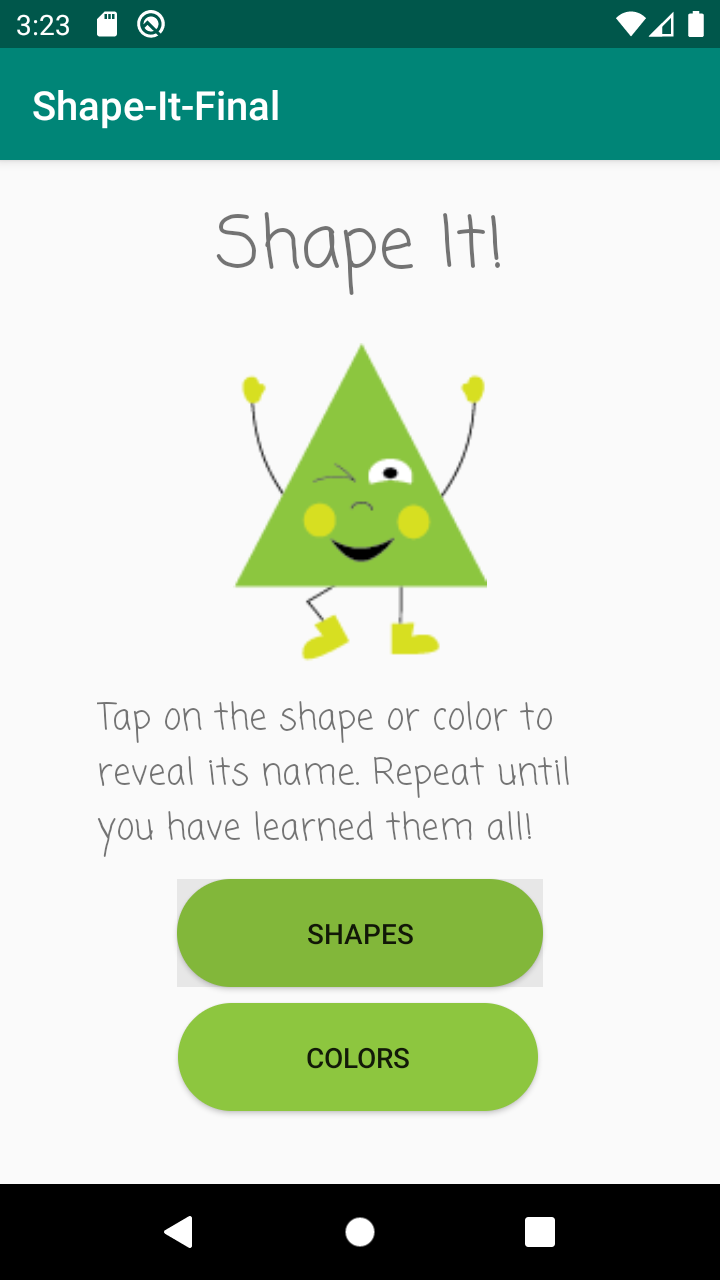 3:23
Shape-It-Final
Shape It!
Tap on the shape or color to
reveal its name. Repeat until
you have learned them all!
SHAPES
COLORS